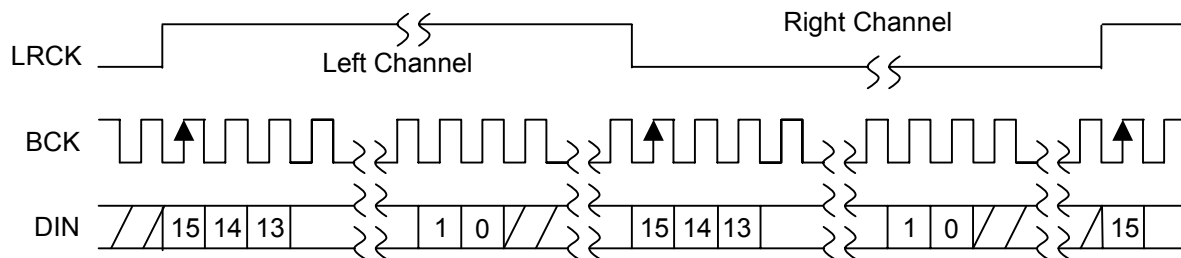 Right Channel
LRCK
Left Channel
BCK
DIN 15 14 13 1 0 15 14 13 1 0 15